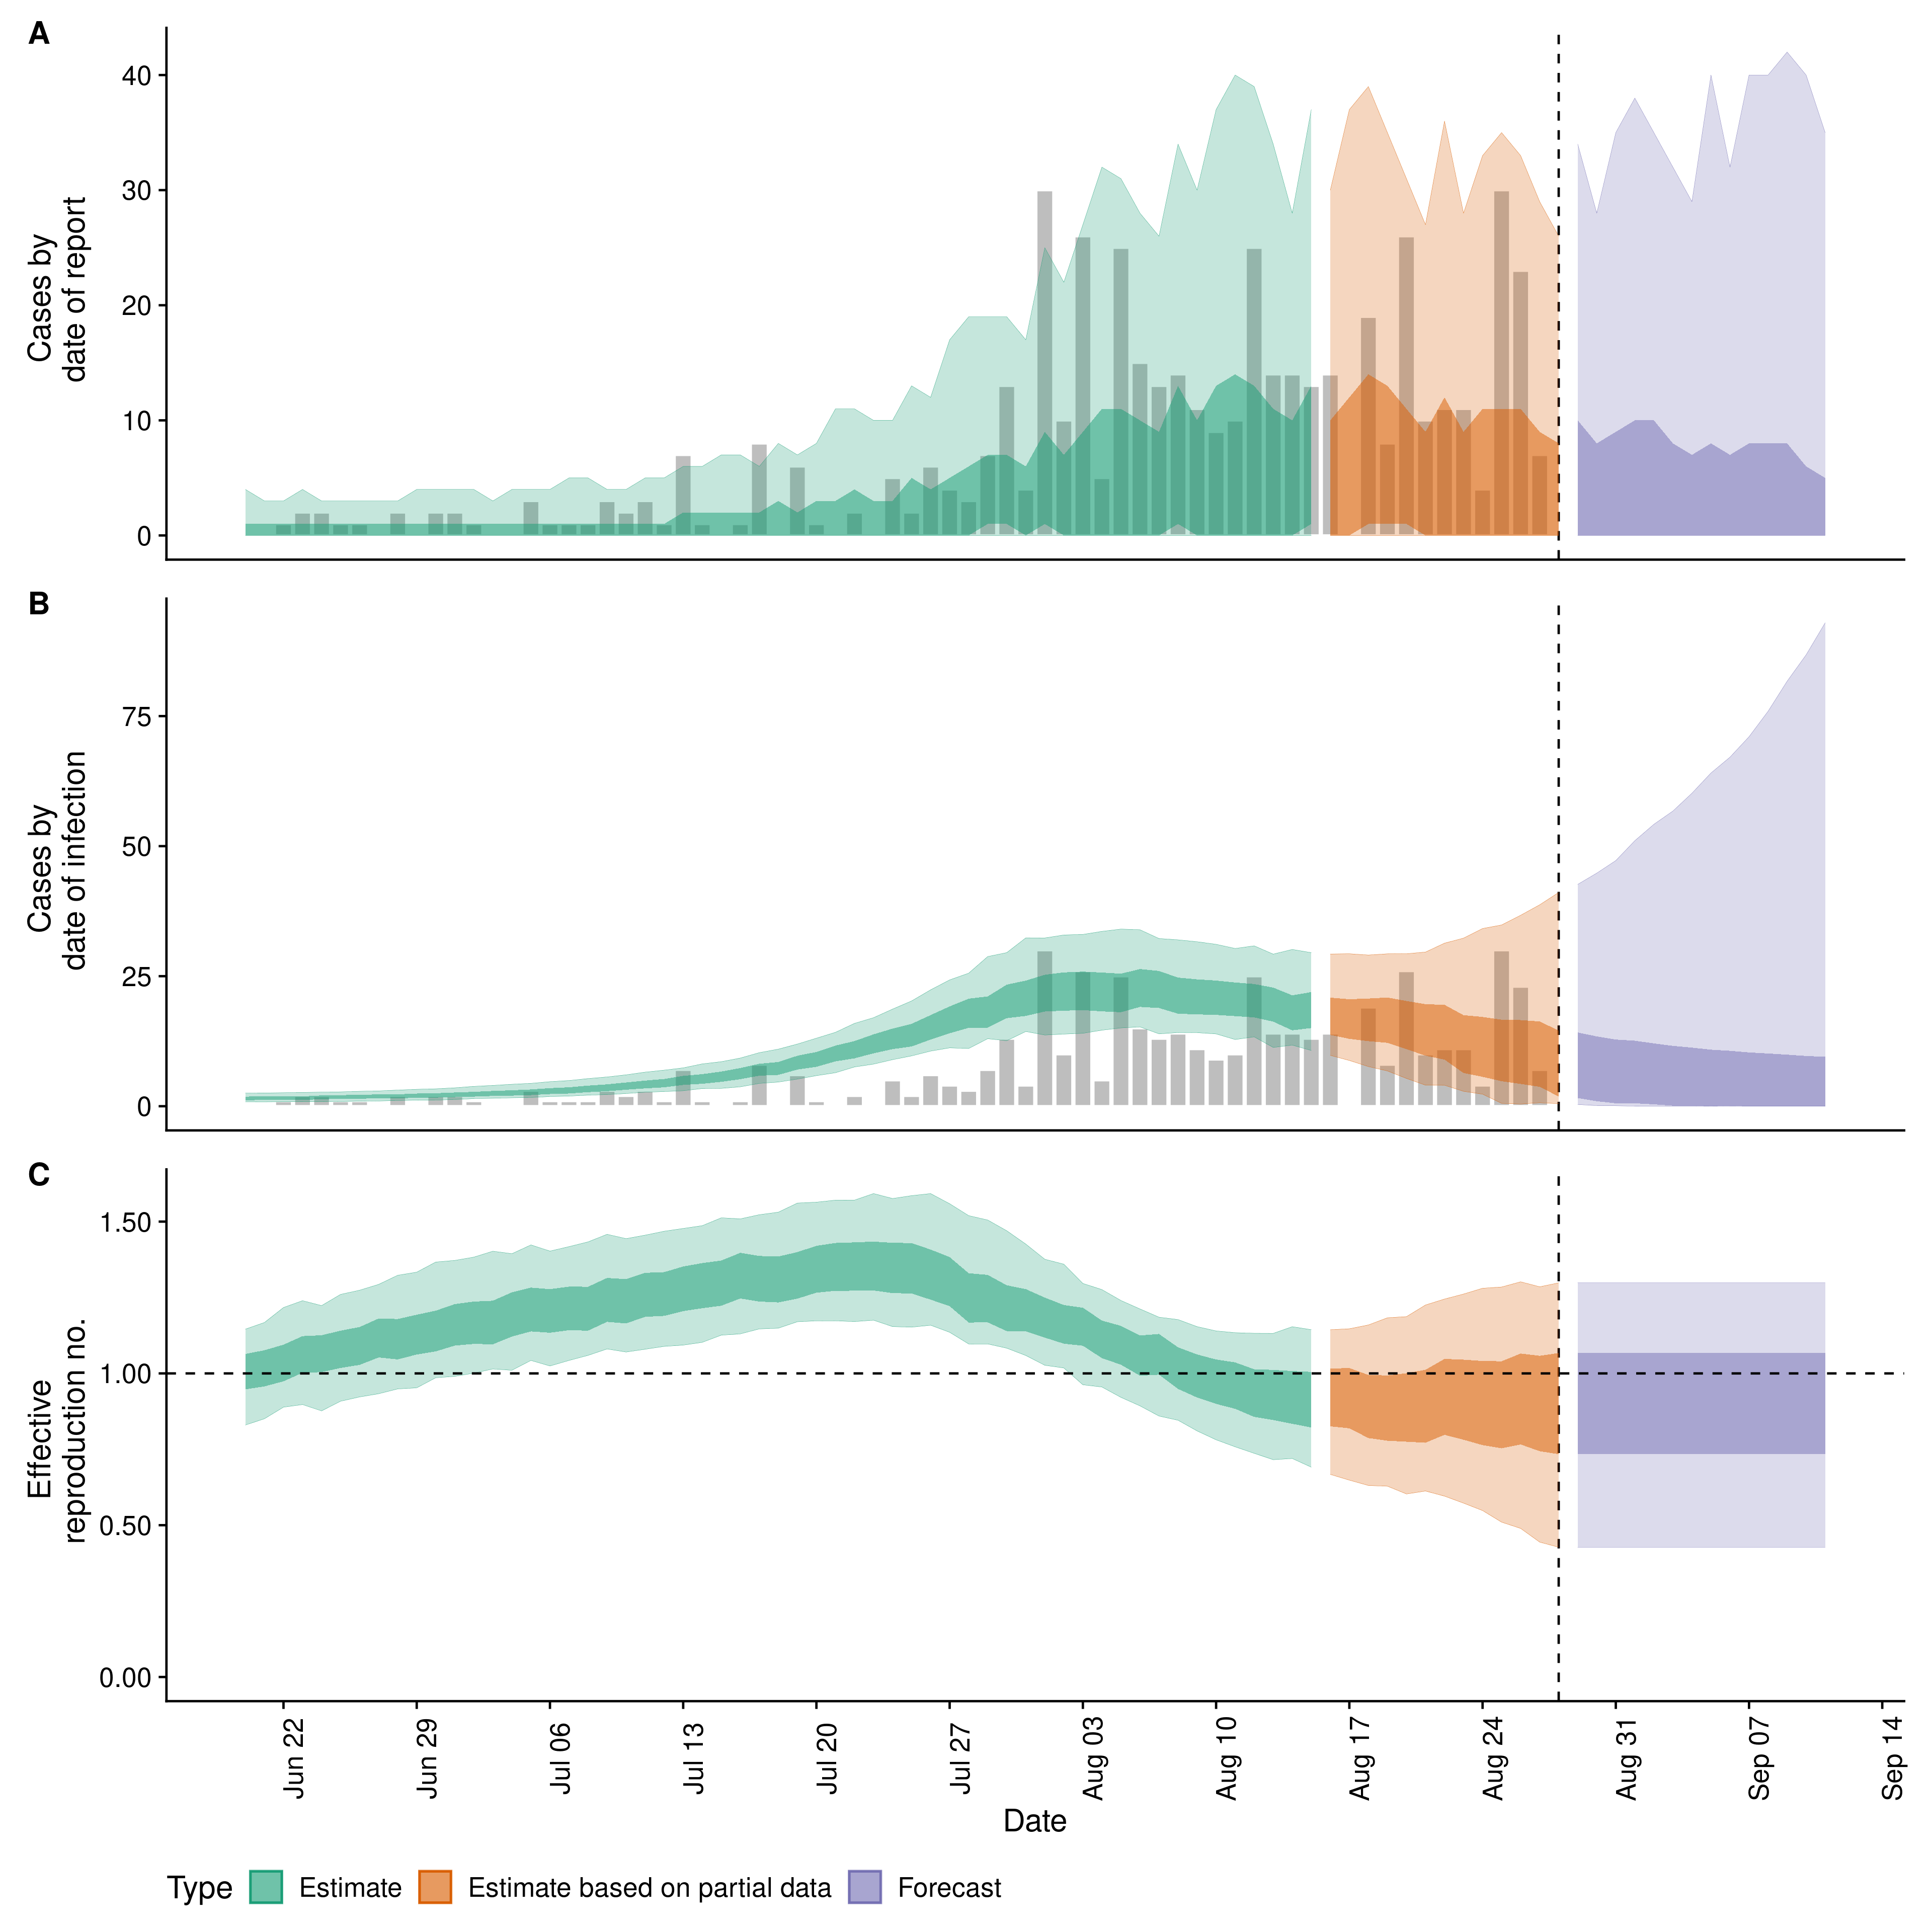 A
Cases by
date of report
40
30
20
10
0
B
Cases by
date of infection
75
50
25
0
C
Effective
reproduction no.
1.50
1.00
0.50
0.00
Jun 22
Jun 29
Jul 06
Jul 13
Jul 20
Jul 27
Aug 03
Aug 10
Aug 17
Aug 24
Aug 31
Sep 07
Sep 14
Date
Type Estimate Estimate based on partial data Forecast